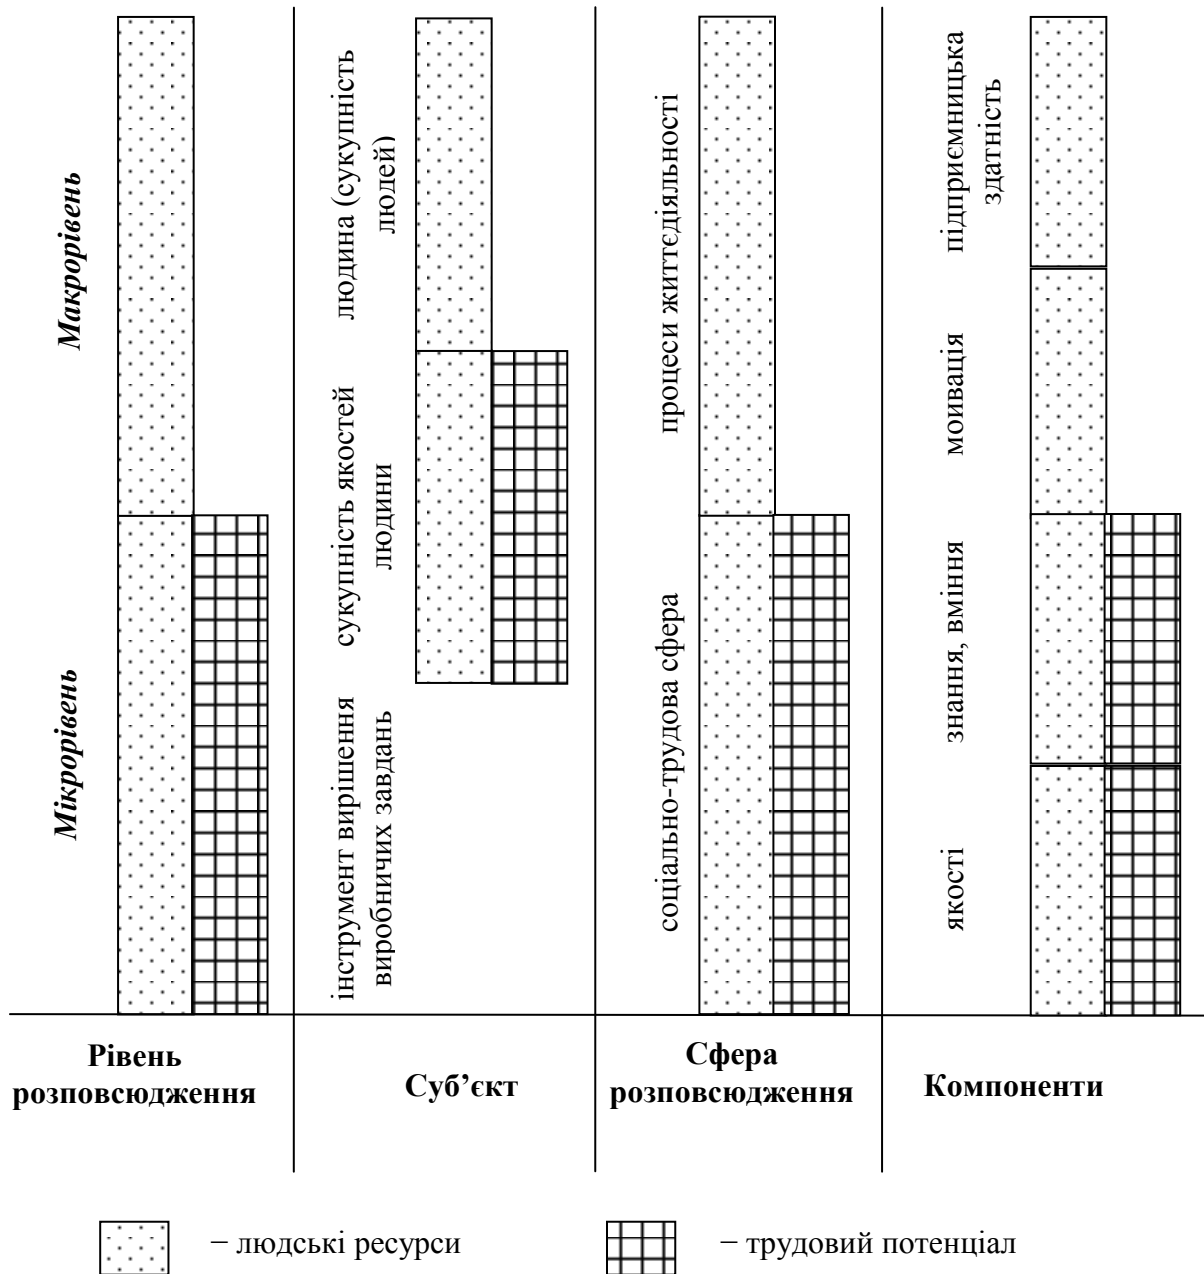 Макрорівень
Мікрорівень
людина (сукупність
людей)
сукупність якостей
людини
інструмент вирішення
виробничих завдань
процеси життєдіяльності
соціально-трудова сфера
підприємницька
здатність
моивація
знання, вміння
якості
Рівень
розповсюдження
Суб’єкт
Сфера
розповсюдження
Компоненти
− людські ресурси
− трудовий потенціал